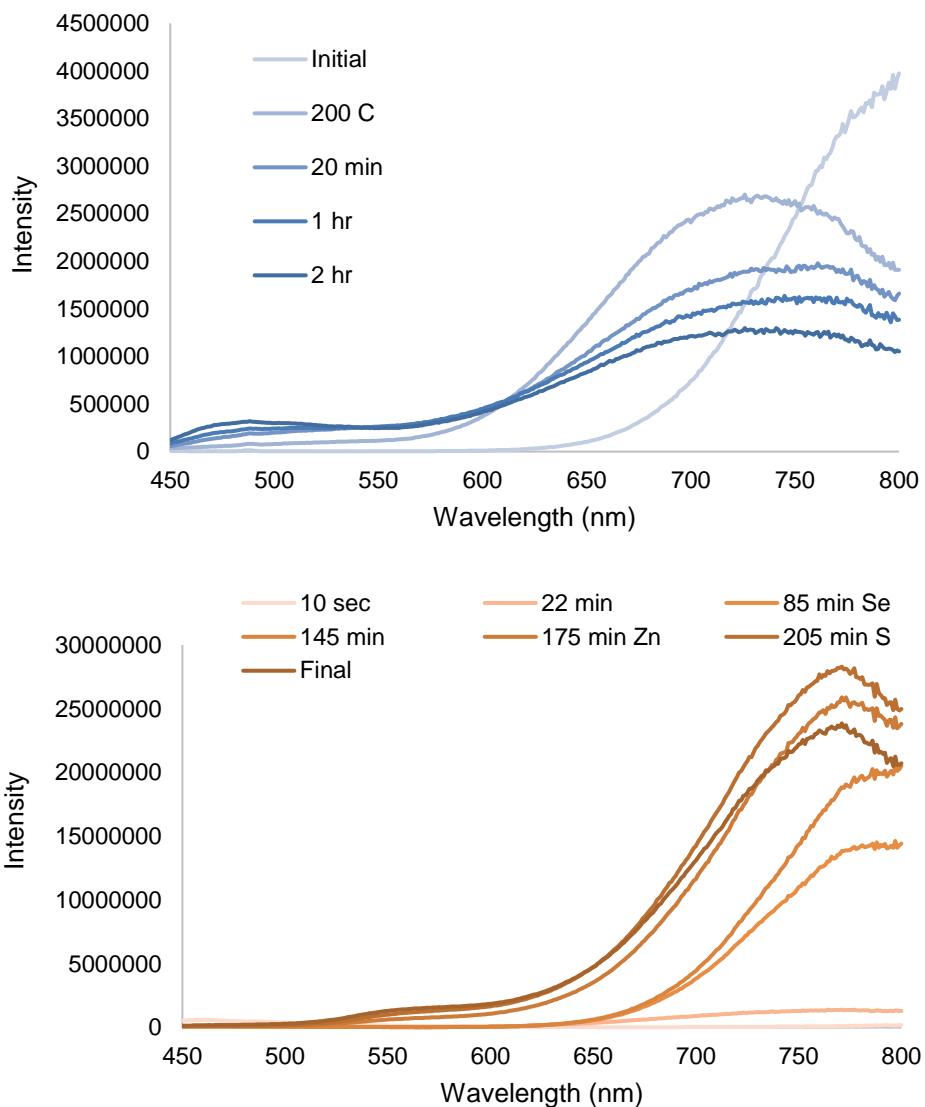 4500000
4000000
3500000
3000000
2500000
2000000
1500000
1000000
500000
0
Intensity
Initial
200 C
20 min
1 hr
2 hr
450 500 550 600 650 700 750 800
Wavelength (nm)
10 sec 22 min 85 min Se
145 min 175 min Zn 205 min S
Final
30000000
25000000
20000000
15000000
10000000
5000000
0
Intensity
450 500 550 600 650 700 750 800
Wavelength (nm)